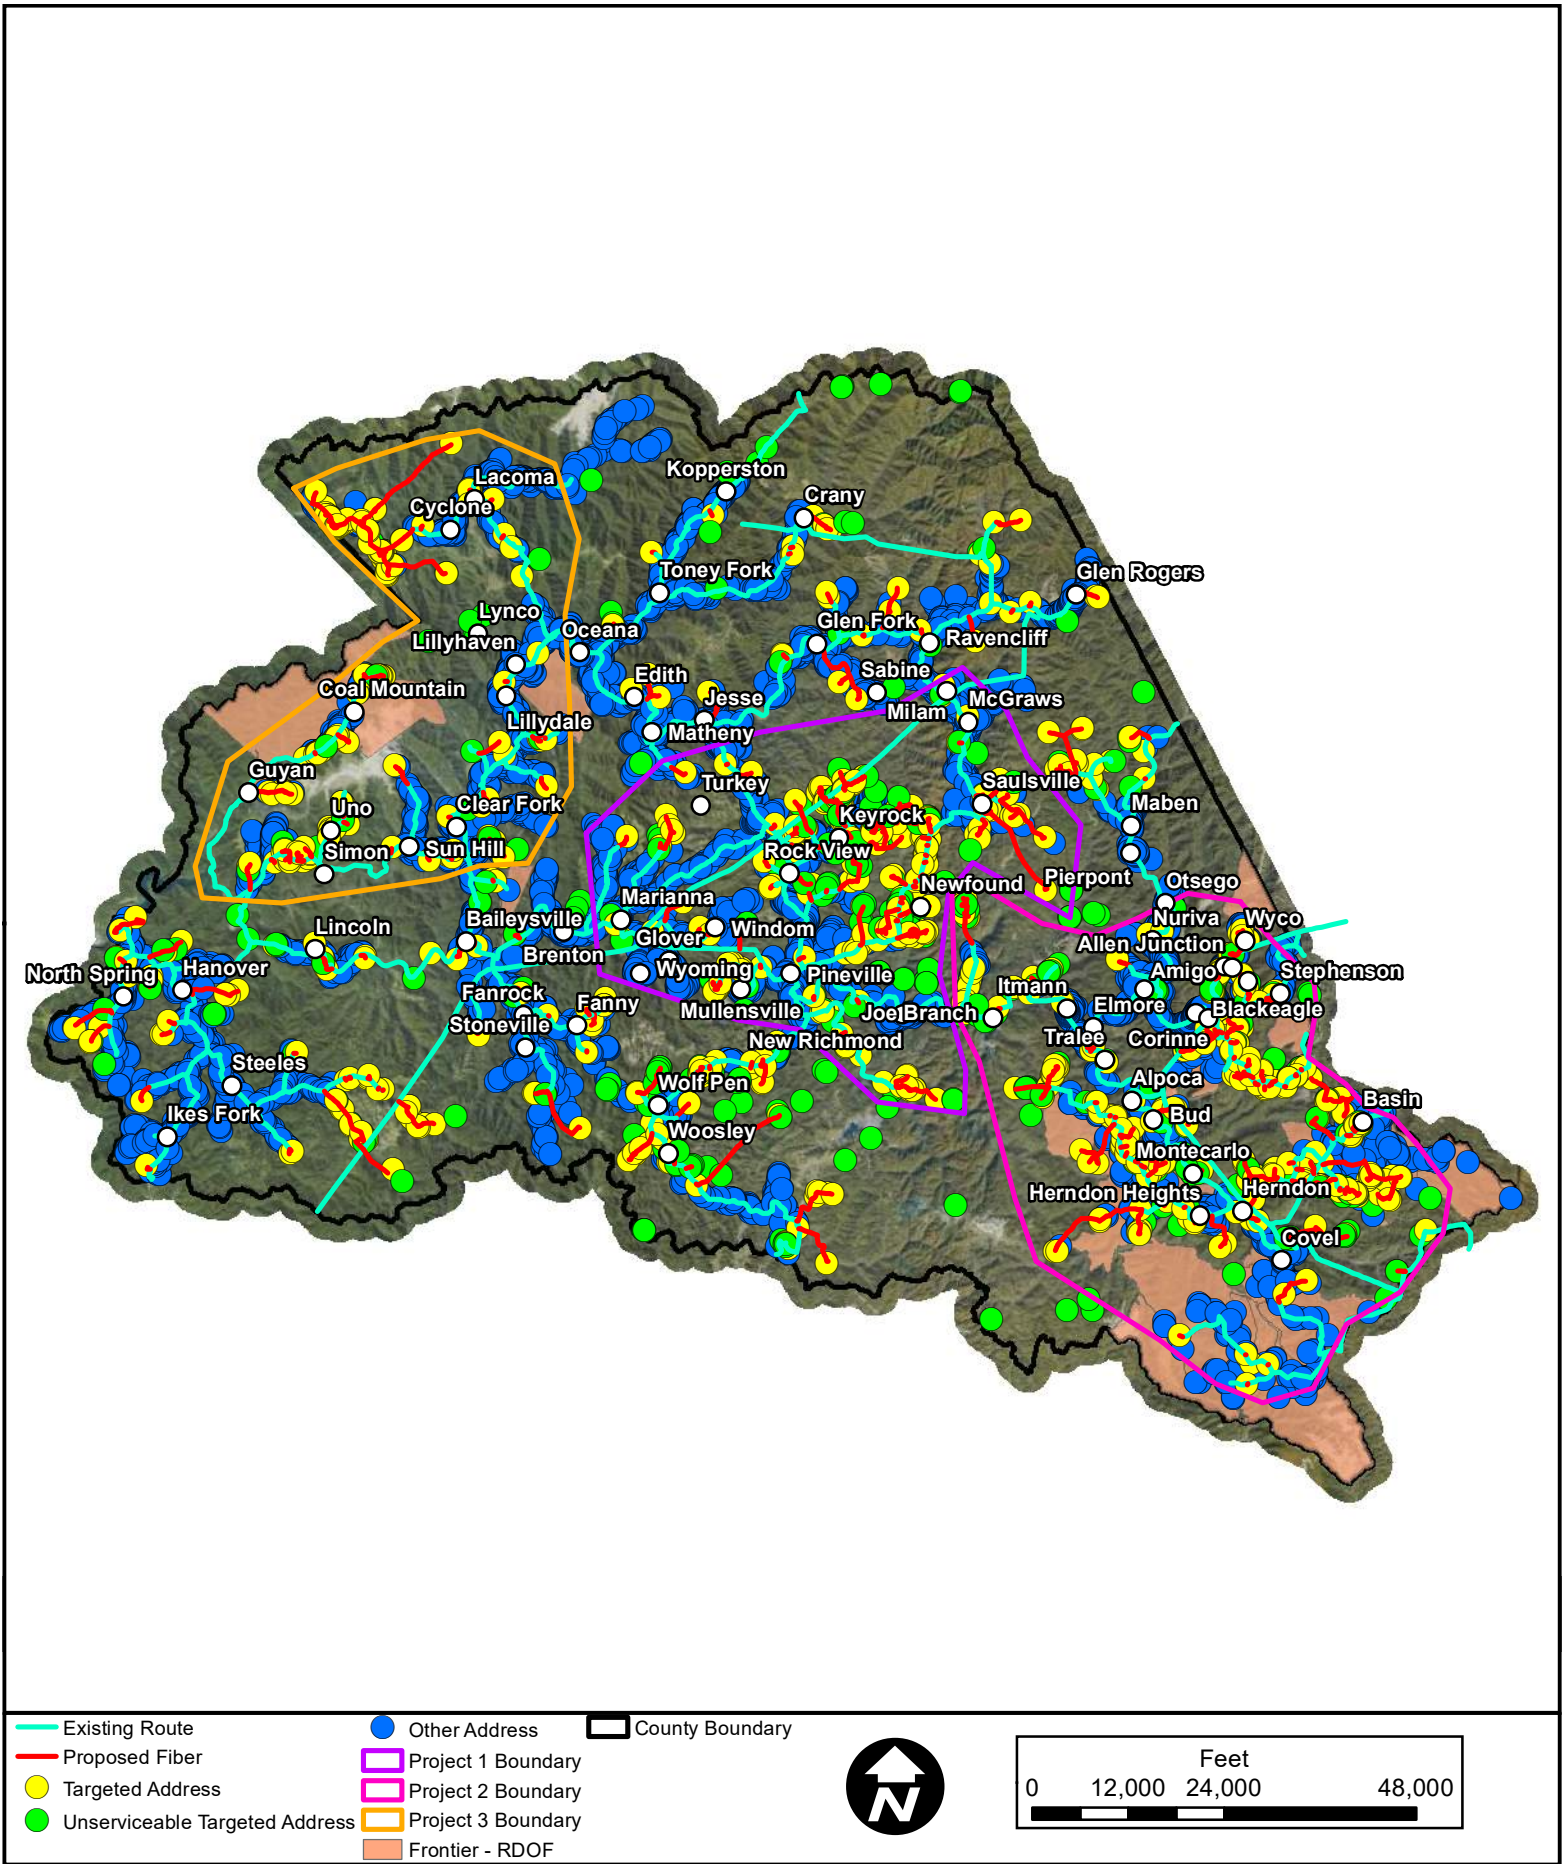 Lacoma
Kopperston
Cyclone
Crany
Toney Fork
Glen Rogers
Lynco
Lillyhaven
Oceana
Glen Fork
Ravencliff
Edith
Sabine
Coal Mountain
Jesse
Milam
McGraws
Lillydale
Matheny
Guyan
Turkey
Saulsville
Uno
Clear Fork
Keyrock
Maben
Simon
Sun Hill
Rock View
Pierpont
Newfound
Otsego
Marianna
Lincoln
Baileysville
Windom
Nuriva
Wyco
Glover
Allen Junction
Brenton
North Spring
Hanover
Wyoming
Pineville
Amigo
Stephenson
Itmann
Fanrock
Fanny
Mullensville
Joe Branch
Elmore
Blackeagle
Stoneville
New Richmond
Tralee
Corinne
Steeles
Wolf Pen
Alpoca
Basin
Ikes Fork
Woosley
Bud
Montecarlo
Herndon Heights
Herndon
Covel
Existing Route
Proposed Fiber
Targeted Address
Unserviceable Targeted Address
Other Address
Project 1 Boundary
Project 2 Boundary
Project 3 Boundary
Frontier - RDOF
County Boundary
N
Feet
0 12,000 24,000 48,000